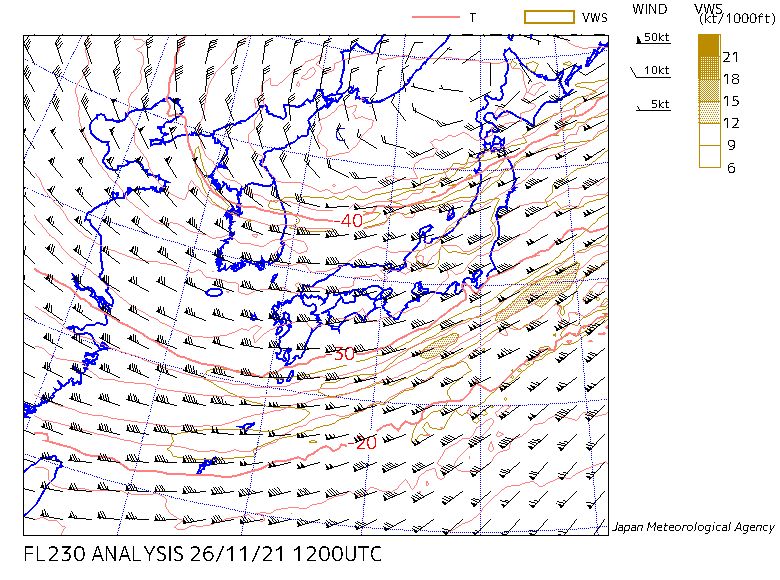 T VWS
WIND
50kt
10kt
5kt
VWS
(kt/1000ft)
21
18
15
12
9
6
C
-40
-30
-20
Japan Meteorological Agency
FL230 ANALYSIS 26/11/21 1200UTC